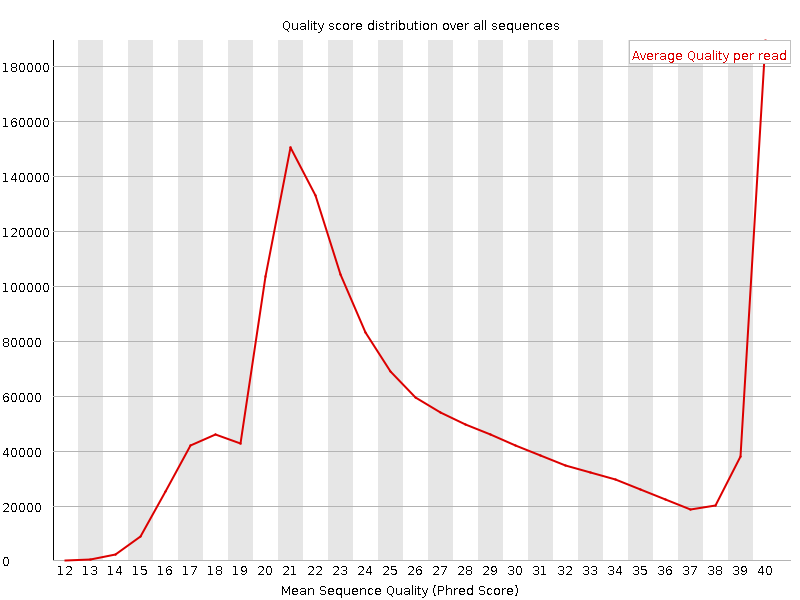 Quality score distribution over all sequences
Average Quality per read
180000
160000
140000
120000
100000
80000
60000
40000
20000
0
12 13 14 15 16 17 18 19 20 21 22 23 24 25 26 27 28 29 30 31 32 33 34 35 36 37 38 39 40
Mean Sequence Quality (Phred Score)